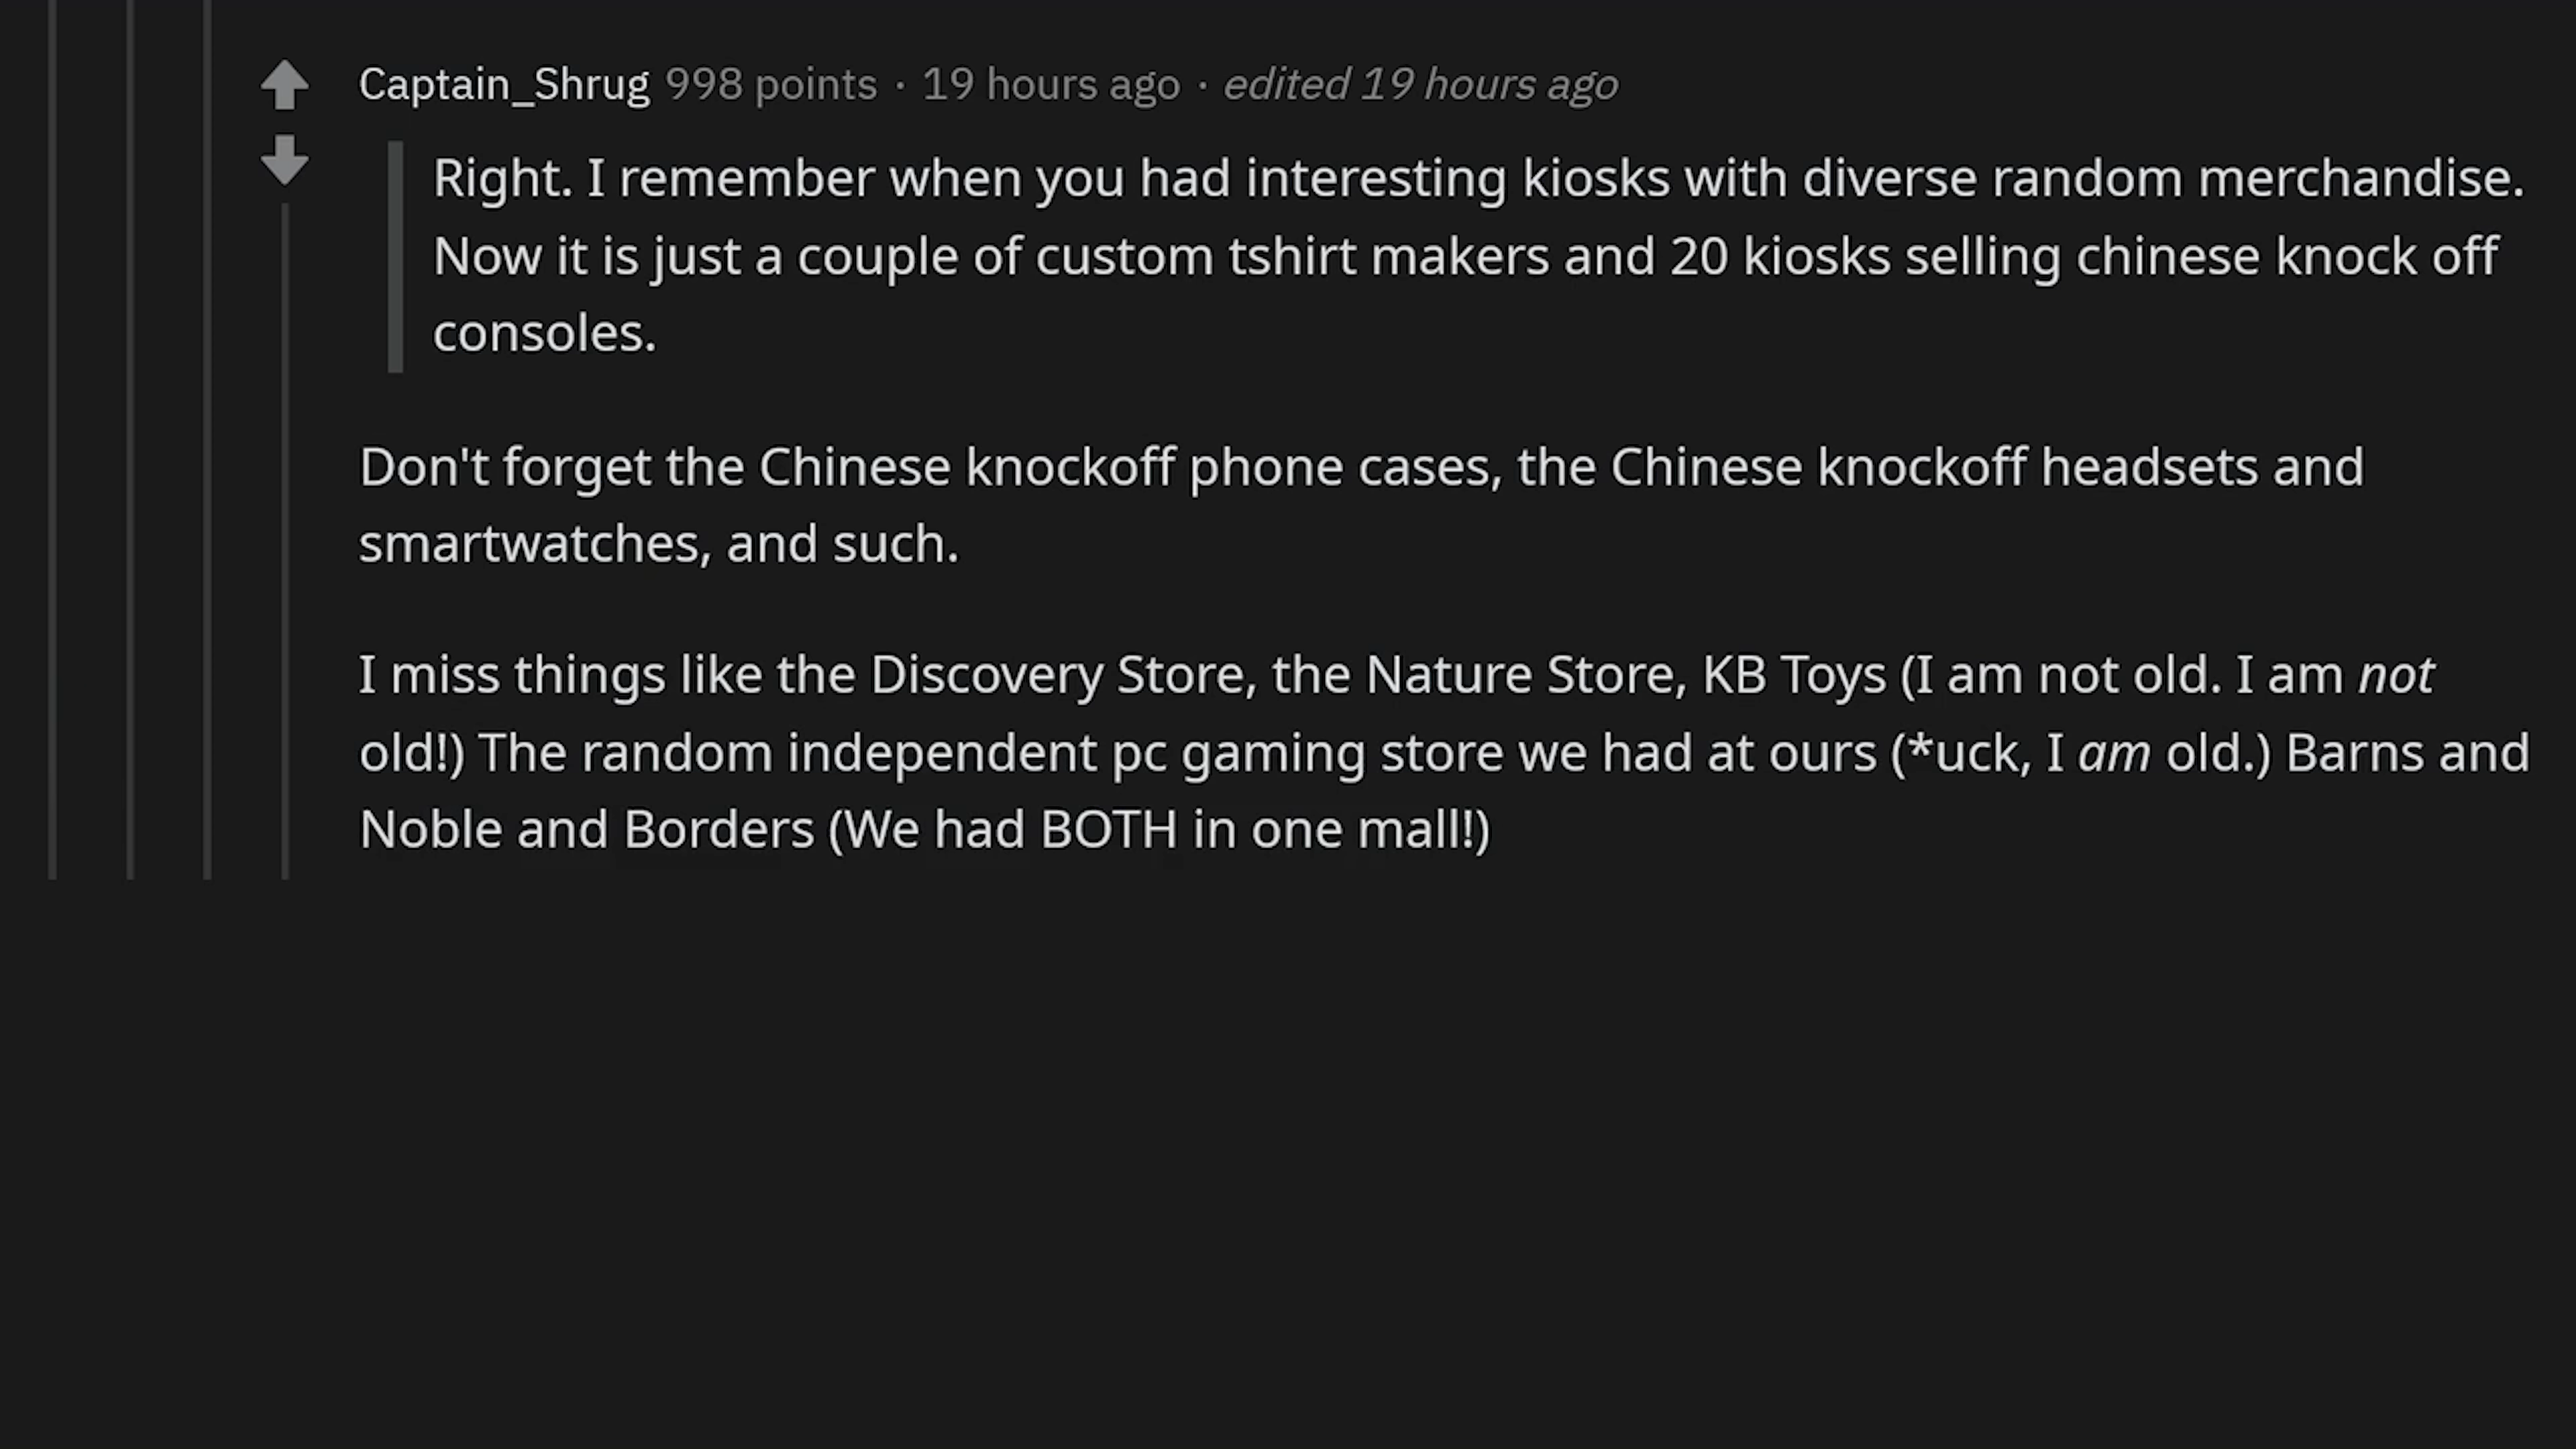 Captain_Shrug 998 points · 19 hours ago · edited 19 hours ago
Right. I remember when you had interesting kiosks with diverse random merchandise.
Now it is just a couple of custom tshirt makers and 20 kiosks selling chinese knock off
consoles.
Don't forget the Chinese knockoff phone cases, the Chinese knockoff headsets and
smartwatches, and such.
I miss things like the Discovery Store, the Nature Store, KB Toys (I am not old. I am not
old!) The random independent pc gaming store we had at ours (*uck, I am old.) Barns and
Noble and Borders (We had BOTH in one mall!)